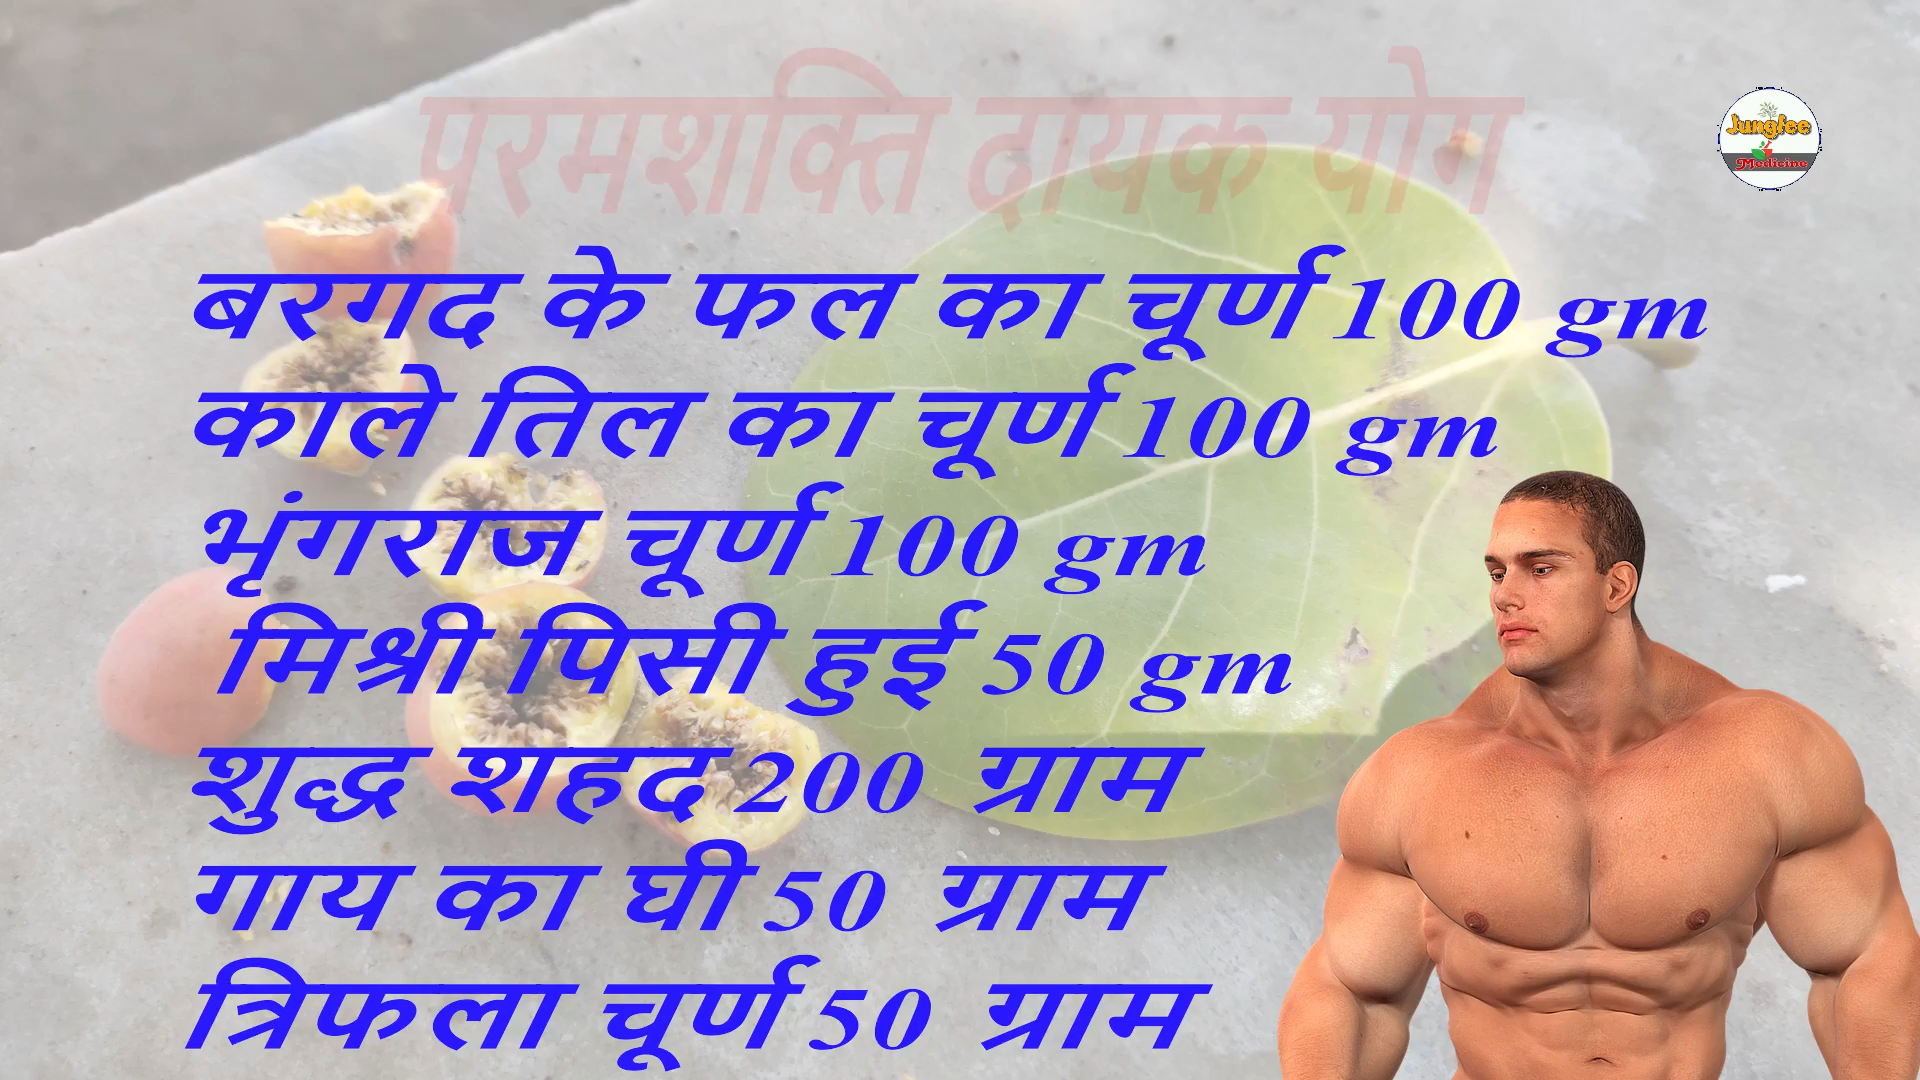 परमशक्ति दायक योग
Junglee
Medicine
बरगद के फल का चूर्ण 100 gm
काले तिल का चूर्ण 100 gm
भृंगराज चूर्ण 100 gm
मिश्री पिसी हुई 50 gm
शुद्ध शहद 200 ग्राम
गाय का घी 50 ग्राम
त्रिफला चूर्ण 50 ग्राम